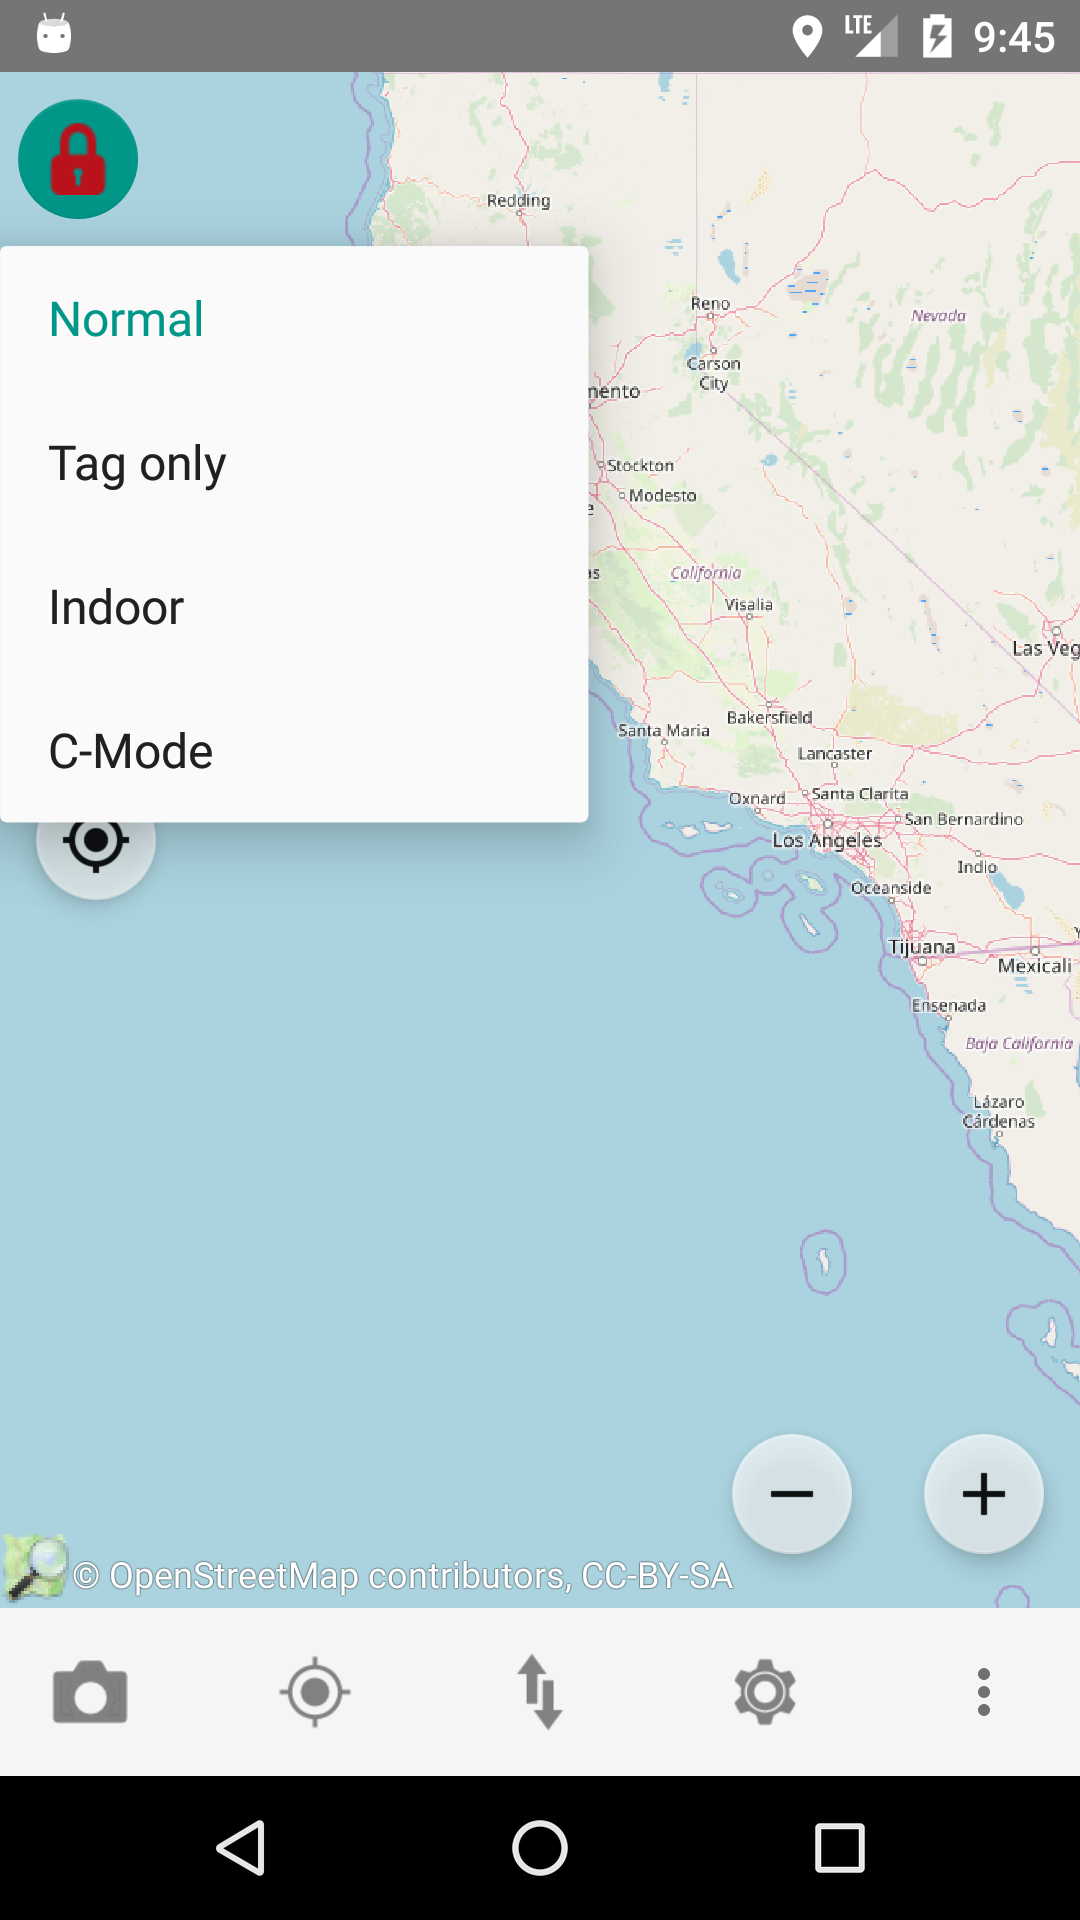 LTE 9:45
Redding
Normal
Reno
Nevada
Carson
City
mento
Tag only
Stockton
Modesto
e
as
California
Indoor
Visalia
Las Veg
Bakersfield
Santa Maria
C-Mode
Lancaster
Oxnard
Santa Clarita
San Bernardino
Los Angeles
Indio
Oceanside
Tijuana
Y
Mexicali
Ensenada
Baja California
Lázaro
Cárdenas
© OpenStreetMap contributors, CC-BY-SA